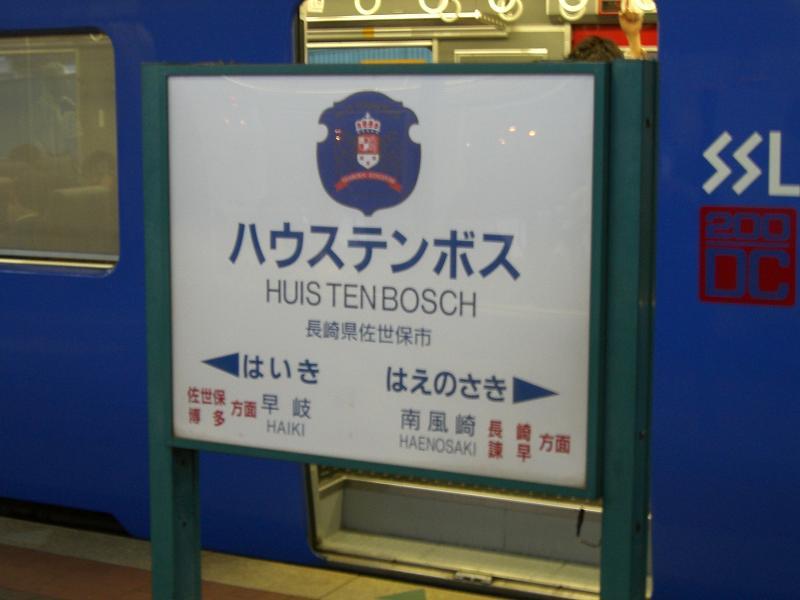 ハウステンボス
HUIS TEN BOSCH
長崎県佐世保市
はいき
佐世保 博多 方面 早岐
HAIKI
はえのさき
南風崎 長崎 諫早 方面
HAENOSAKI
SSL
200
DC